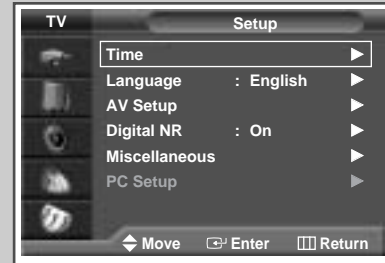 TV Setup
Time
Language : English
AV Setup
Digital NR : On
Miscellaneous
PC Setup
Move Enter Return